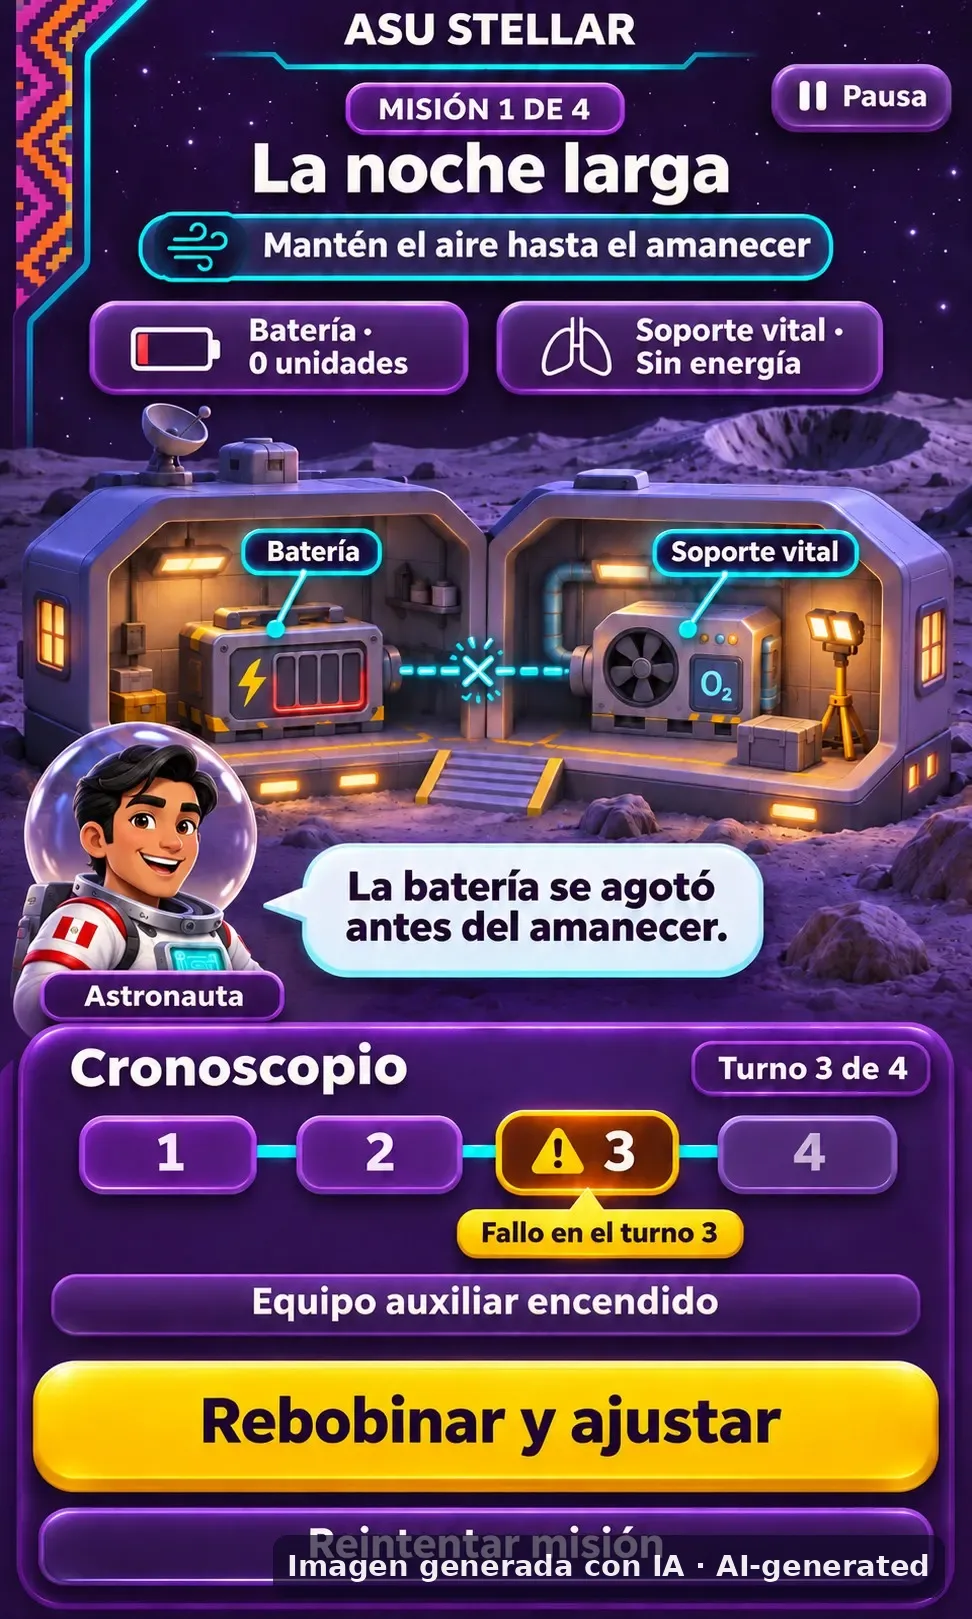 ASU STELLAR
MISIÓN 1 DE 4
Pausa
La noche larga
Mantén el aire hasta el amanecer
Batería ·
0 unidades
Soporte vital ·
Sin energía
Batería
Soporte vital
O₂
La batería se agotó
antes del amanecer.
Astronauta
Cronoscopio
Turno 3 de 4
1
2
3
4
Fallo en el turno 3
Equipo auxiliar encendido
Rebobinar y ajustar
Reintentar misión
Imagen generada con IA · AI-generated